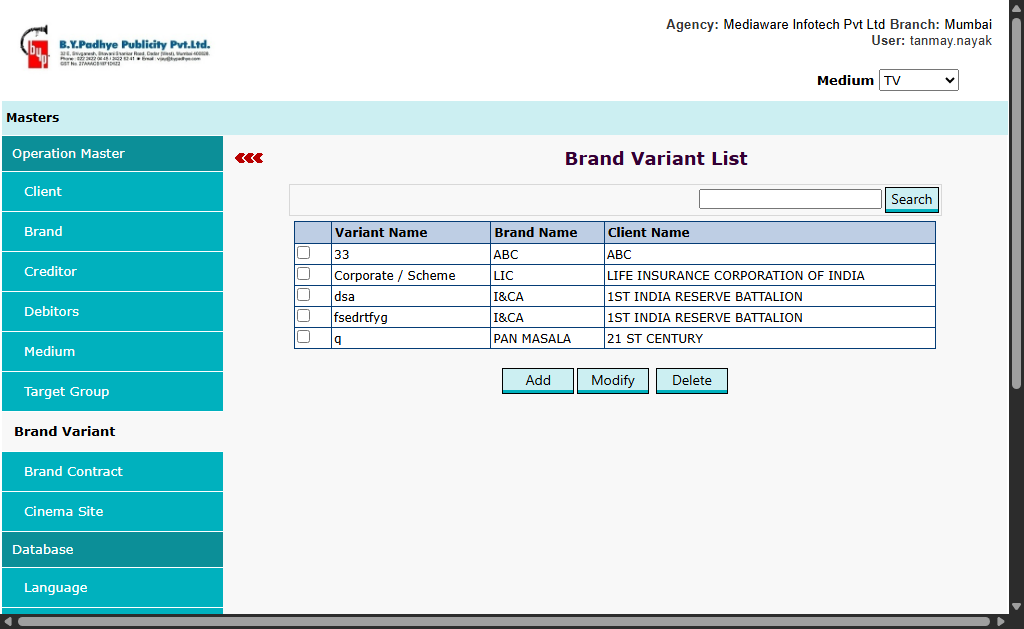 Agency: Mediaware Infotech Pvt Ltd Branch: Mumbai
User: tanmay.nayak
B.Y.Padhye Publicity Pvt.Ltd.
Medium TV
Masters
Operation Master
Client
Brand
Creditor
Debitors
Medium
Target Group
Brand Variant
Brand Contract
Cinema Site
Database
Language
Brand Variant List
Search
Variant Name Brand Name Client Name
33 ABC ABC
Corporate / Scheme LIC LIFE INSURANCE CORPORATION OF INDIA
dsa I&CA 1ST INDIA RESERVE BATTALION
fsedrtfyg I&CA 1ST INDIA RESERVE BATTALION
q PAN MASALA 21 ST CENTURY
Add Modify Delete